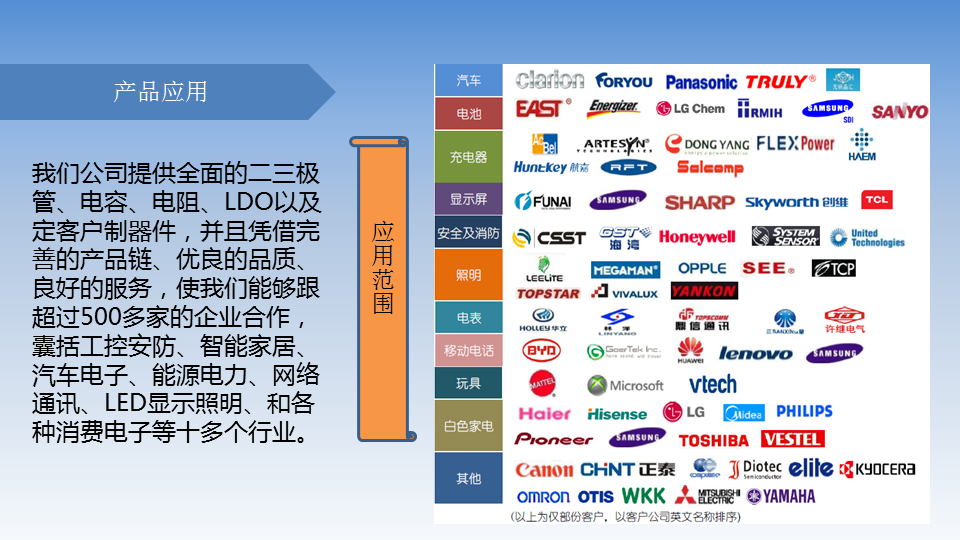 产品应用
我们公司提供全面的二三极
管、电容、电阻、LDO以及
定客户制器件，并且凭借完
善的产品链、优良的品质、
良好的服务，使我们能够跟
超过500多家的企业合作，
囊括工控安防、智能家居、
汽车电子、能源电力、网络
通讯、LED显示照明、和各
种消费电子等十多个行业。
应用范围
汽车 clarion FORYOU Panasonic TRULY
电池 EAST Energizer LG Chem RMIH SAMSUNG SDI SANYO
充电器 AcBel ARTESYN TECHNOLOGIES DONG YANG FLEX Power HAEM
HuntKey 航嘉 RFT Salcomp
显示屏 FUNAI SAMSUNG SHARP Skyworth 创维 TCL
安全及消防 CSST GST 海湾 Honeywell SYSTEM SENSOR United Technologies
照明 LEELITE MEGAMAN OPPLE SEE TCP
TOPSTAR VIVALUX YANKON
电表 HOLLEY 华立 林洋 LINYANG TOPSCOMM 鼎信通讯 许继电气
移动电话 BYD GoerTek Inc. HUAWEI lenovo SAMSUNG
玩具 MATTEL Microsoft vtech
白色家电 Haier Hisense LG Midea PHILIPS
Pioneer SAMSUNG TOSHIBA VESTEL
其他 Canon CHNT 正泰 Diotec Semiconductor elite KYOCERA
OMRON OTIS WKK MITSUBISHI ELECTRIC YAMAHA
(以上为仅部份客户，以客户公司英文名称排序)